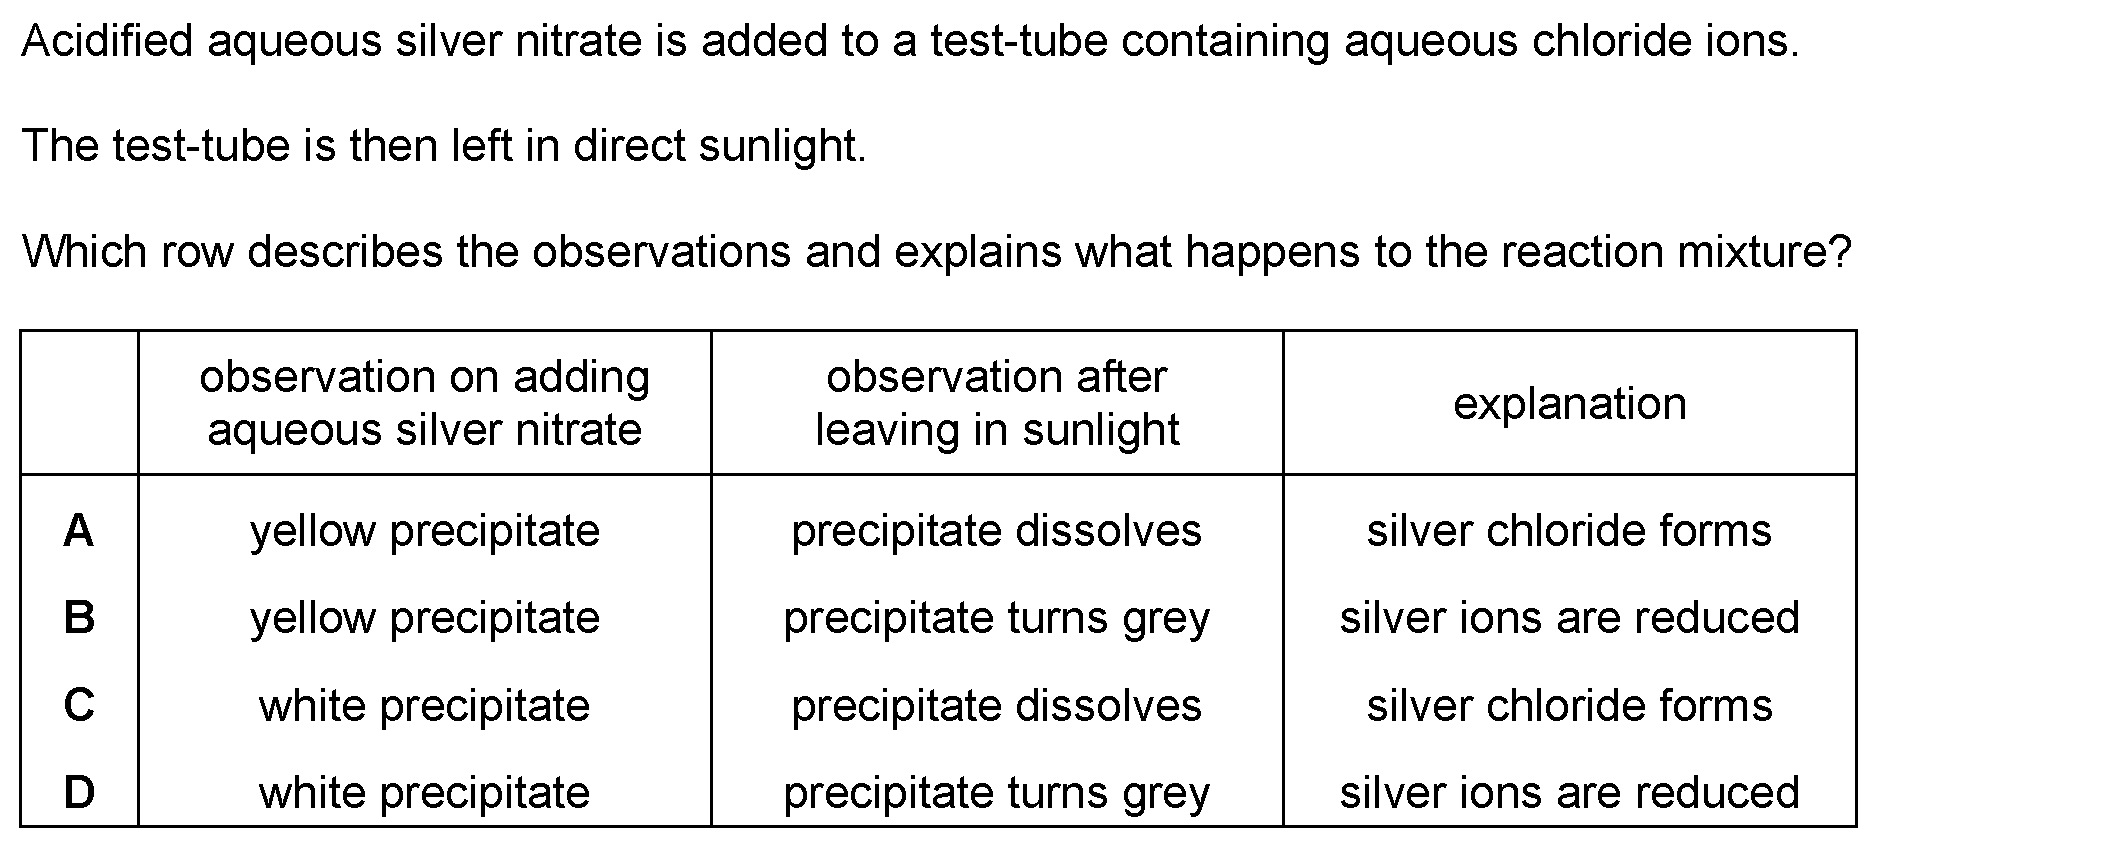 Acidified aqueous silver nitrate is added to a test-tube containing aqueous chloride ions.
The test-tube is then left in direct sunlight.
Which row describes the observations and explains what happens to the reaction mixture?
observation on adding
aqueous silver nitrate
observation after
leaving in sunlight
explanation
A yellow precipitate precipitate dissolves silver chloride forms
B yellow precipitate precipitate turns grey silver ions are reduced
C white precipitate precipitate dissolves silver chloride forms
D white precipitate precipitate turns grey silver ions are reduced